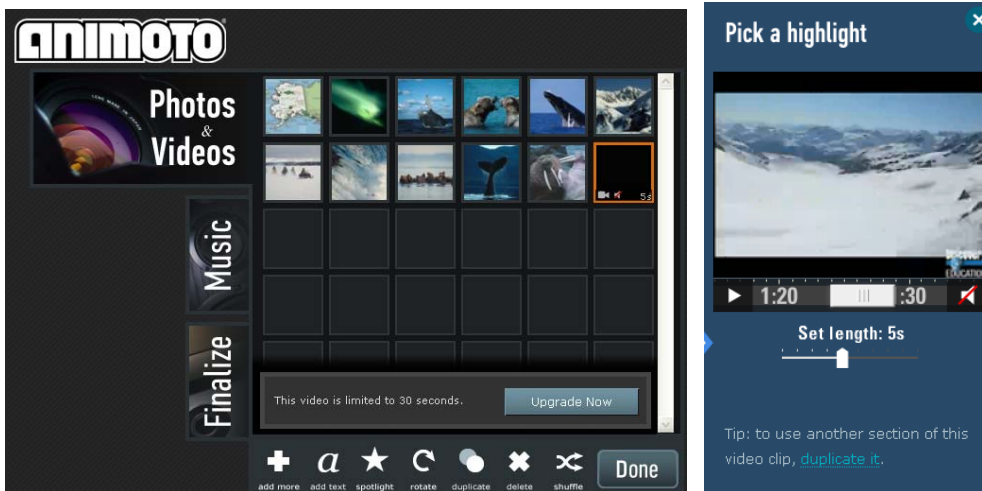 ANIMOTO
Photos
&
Videos
Music
Finalize
5s
This video is limited to 30 seconds.
Upgrade Now
add more
add text
spotlight
rotate
duplicate
delete
shuffle
Done
Pick a highlight
EDUCATION
1:20
:30
Set length: 5s
Tip: to use another section of this
video clip, duplicate it.